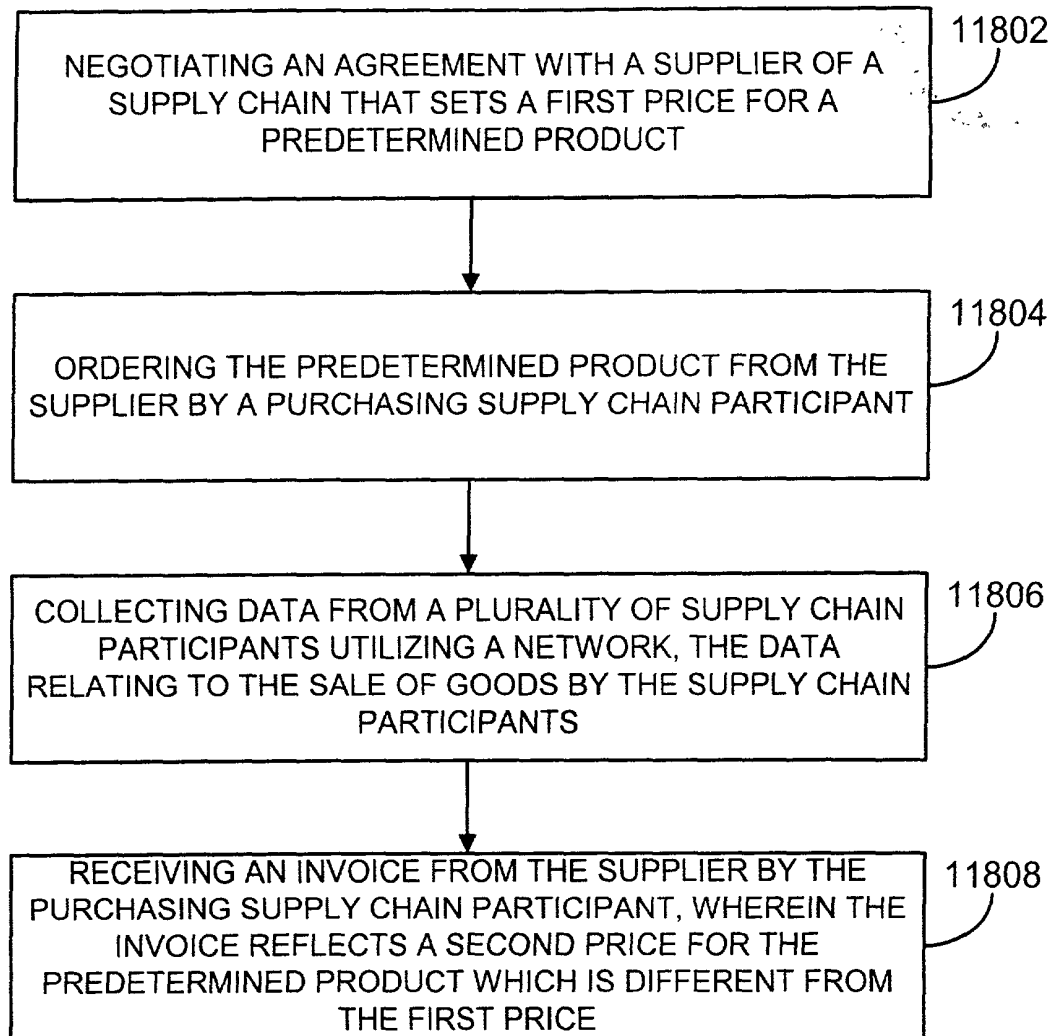 11802
NEGOTIATING AN AGREEMENT WITH A SUPPLIER OF A
SUPPLY CHAIN THAT SETS A FIRST PRICE FOR A
PREDETERMINED PRODUCT
11804
ORDERING THE PREDETERMINED PRODUCT FROM THE
SUPPLIER BY A PURCHASING SUPPLY CHAIN PARTICIPANT
11806
COLLECTING DATA FROM A PLURALITY OF SUPPLY CHAIN
PARTICIPANTS UTILIZING A NETWORK, THE DATA
RELATING TO THE SALE OF GOODS BY THE SUPPLY CHAIN
PARTICIPANTS
11808
RECEIVING AN INVOICE FROM THE SUPPLIER BY THE
PURCHASING SUPPLY CHAIN PARTICIPANT, WHEREIN THE
INVOICE REFLECTS A SECOND PRICE FOR THE
PREDETERMINED PRODUCT WHICH IS DIFFERENT FROM
THE FIRST PRICE